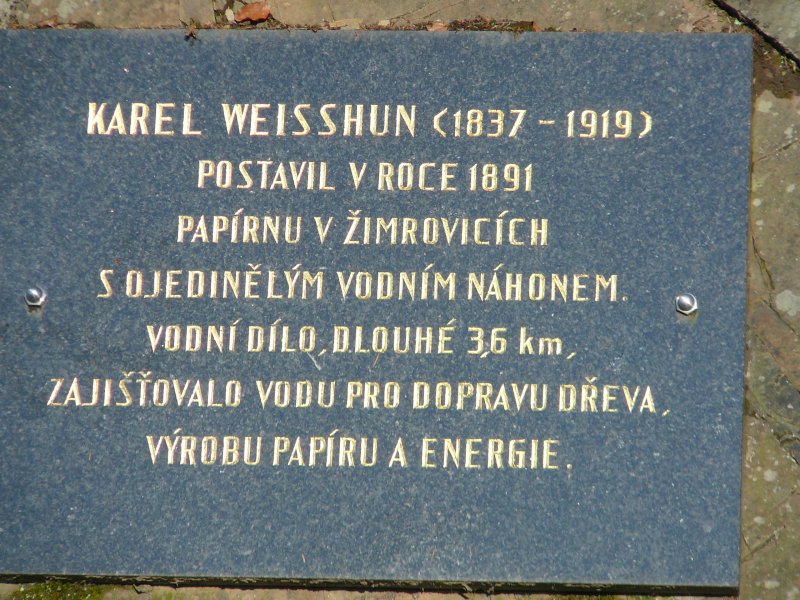 KAREL WEISSHUN (1837 - 1919)
POSTAVIL V ROCE 1891
PAPÍRNU V ŽIMROVICÍCH
S OJEDINĚLÝM VODNÍM NÁHONEM.
VODNÍ DÍLO, DLOUHÉ 3,6 km,
ZAJIŠŤOVALO VODU PRO DOPRAVU DŘEVA,
VÝROBU PAPÍRU A ENERGIE.